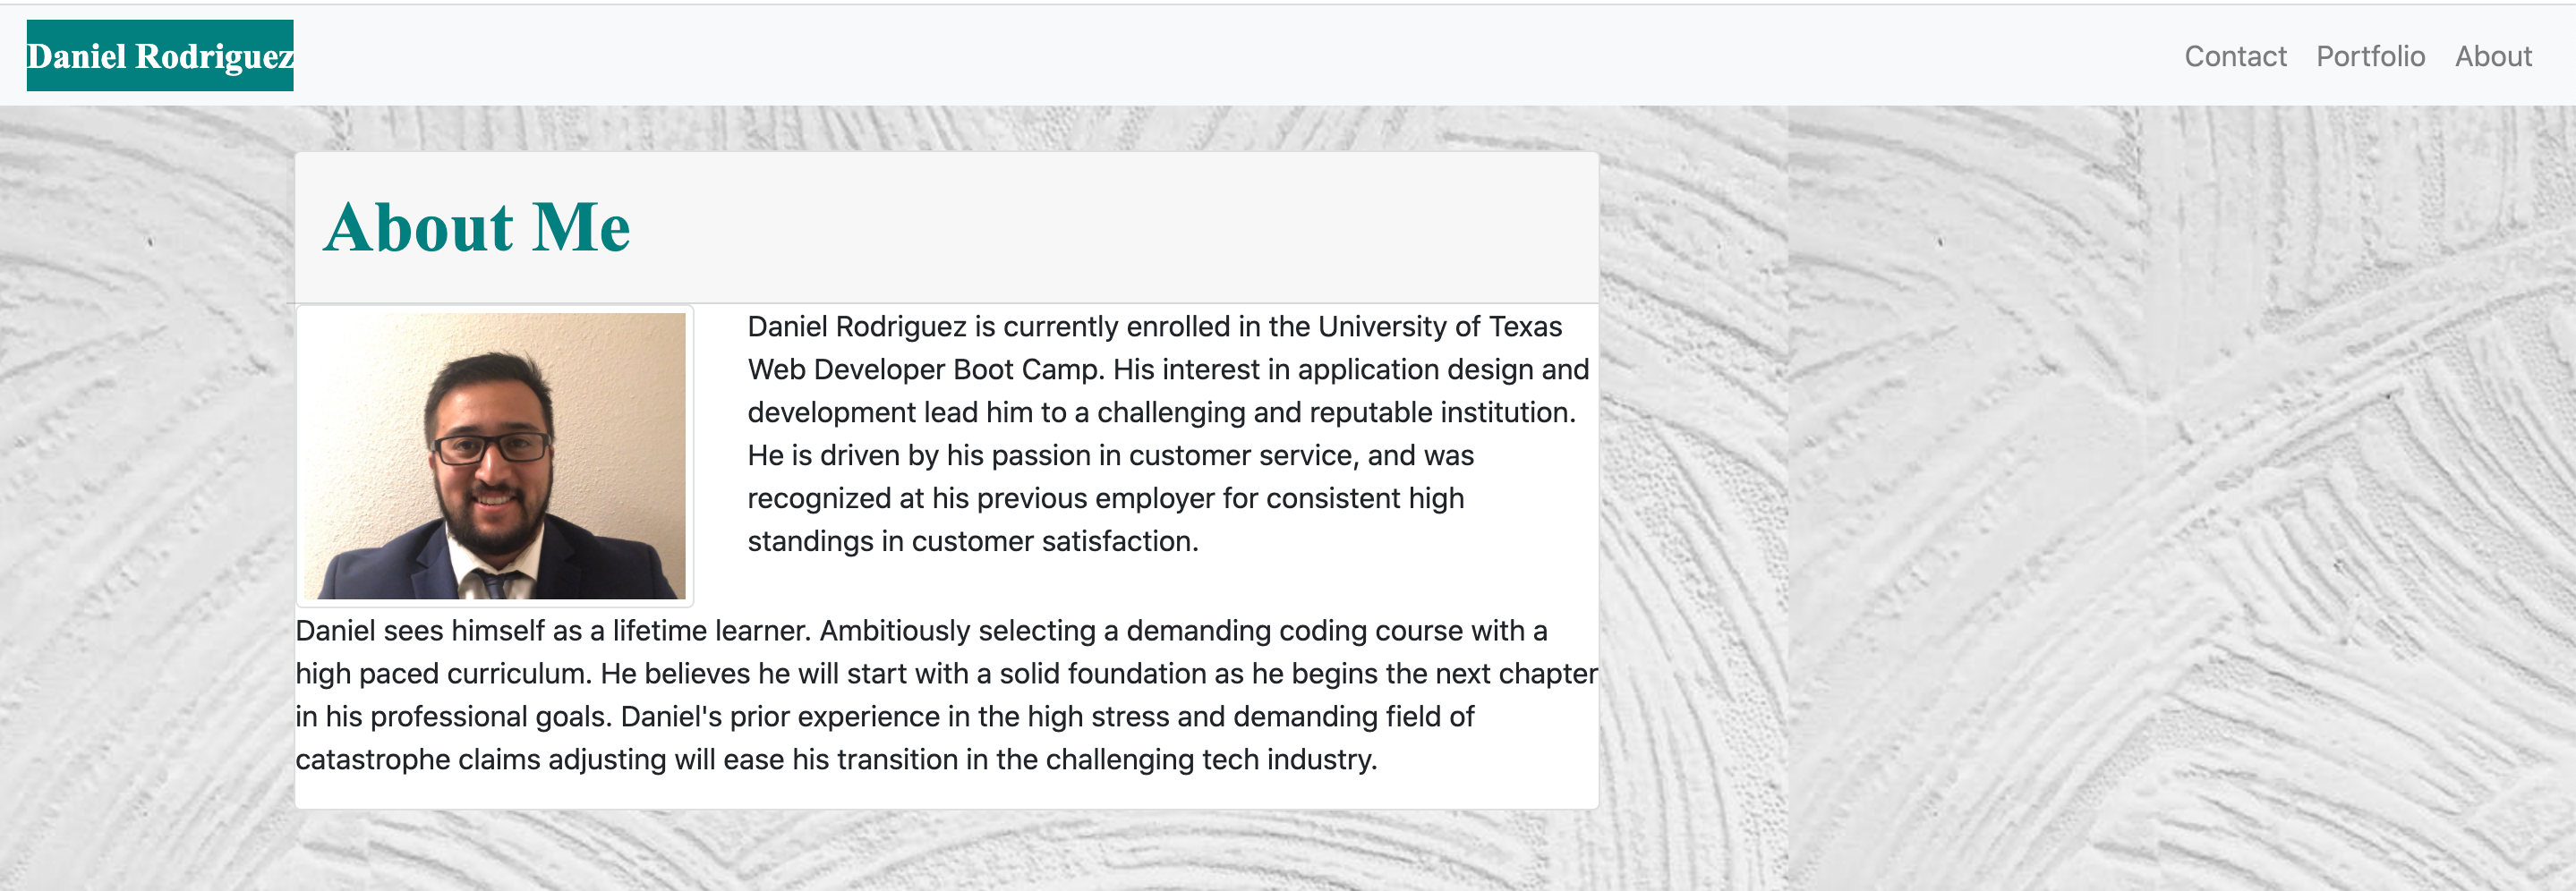 Daniel Rodriguez
Contact Portfolio About
About Me
Daniel Rodriguez is currently enrolled in the University of Texas
Web Developer Boot Camp. His interest in application design and
development lead him to a challenging and reputable institution.
He is driven by his passion in customer service, and was
recognized at his previous employer for consistent high
standings in customer satisfaction.
Daniel sees himself as a lifetime learner. Ambitiously selecting a demanding coding course with a
high paced curriculum. He believes he will start with a solid foundation as he begins the next chapter
in his professional goals. Daniel's prior experience in the high stress and demanding field of
catastrophe claims adjusting will ease his transition in the challenging tech industry.